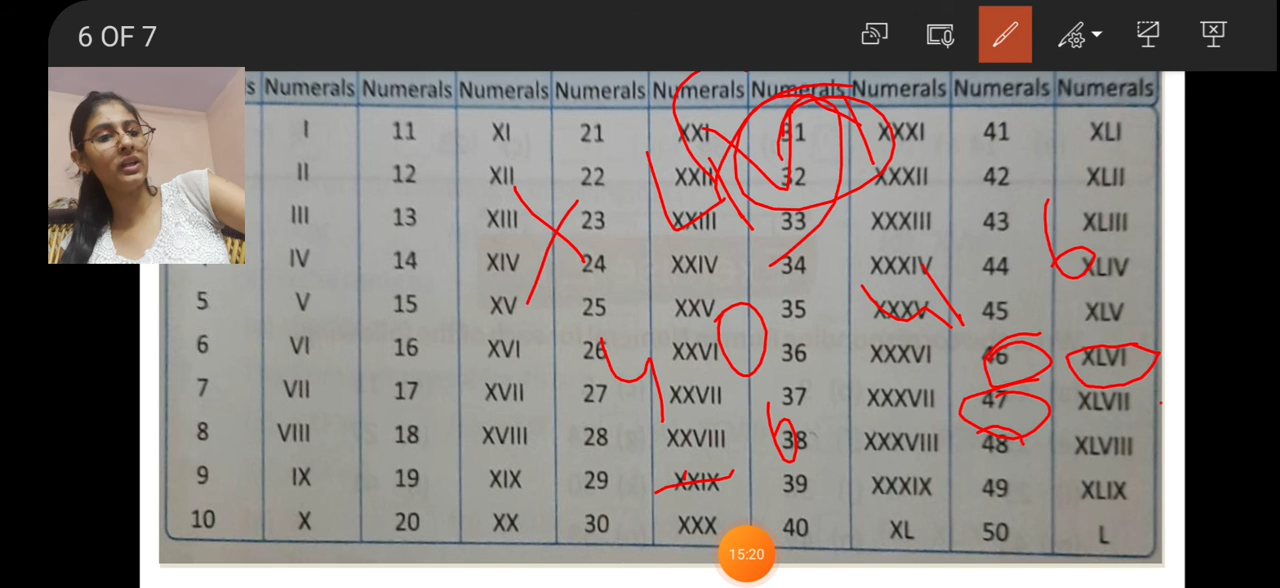 6 OF 7
s Numerals Numerals Numerals Numerals Numerals Numerals Numerals Numerals Numerals
I 11 XI 21 XXI 31 XXXI 41 XLI
II 12 XII 22 XXII 32 XXXII 42 XLII
III 13 XIII 23 XXIII 33 XXXIII 43 XLIII
IV 14 XIV 24 XXIV 34 XXXIV 44 XLIV
5 V 15 XV 25 XXV 35 XXXV 45 XLV
6 VI 16 XVI 26 XXVI 36 XXXVI 46 XLVI
7 VII 17 XVII 27 XXVII 37 XXXVII 47 XLVII
8 VIII 18 XVIII 28 XXVIII 38 XXXVIII 48 XLVIII
9 IX 19 XIX 29 XXIX 39 XXXIX 49 XLIX
10 X 20 XX 30 XXX 40 XL 50 L
X L 40 6 4 6
15:20